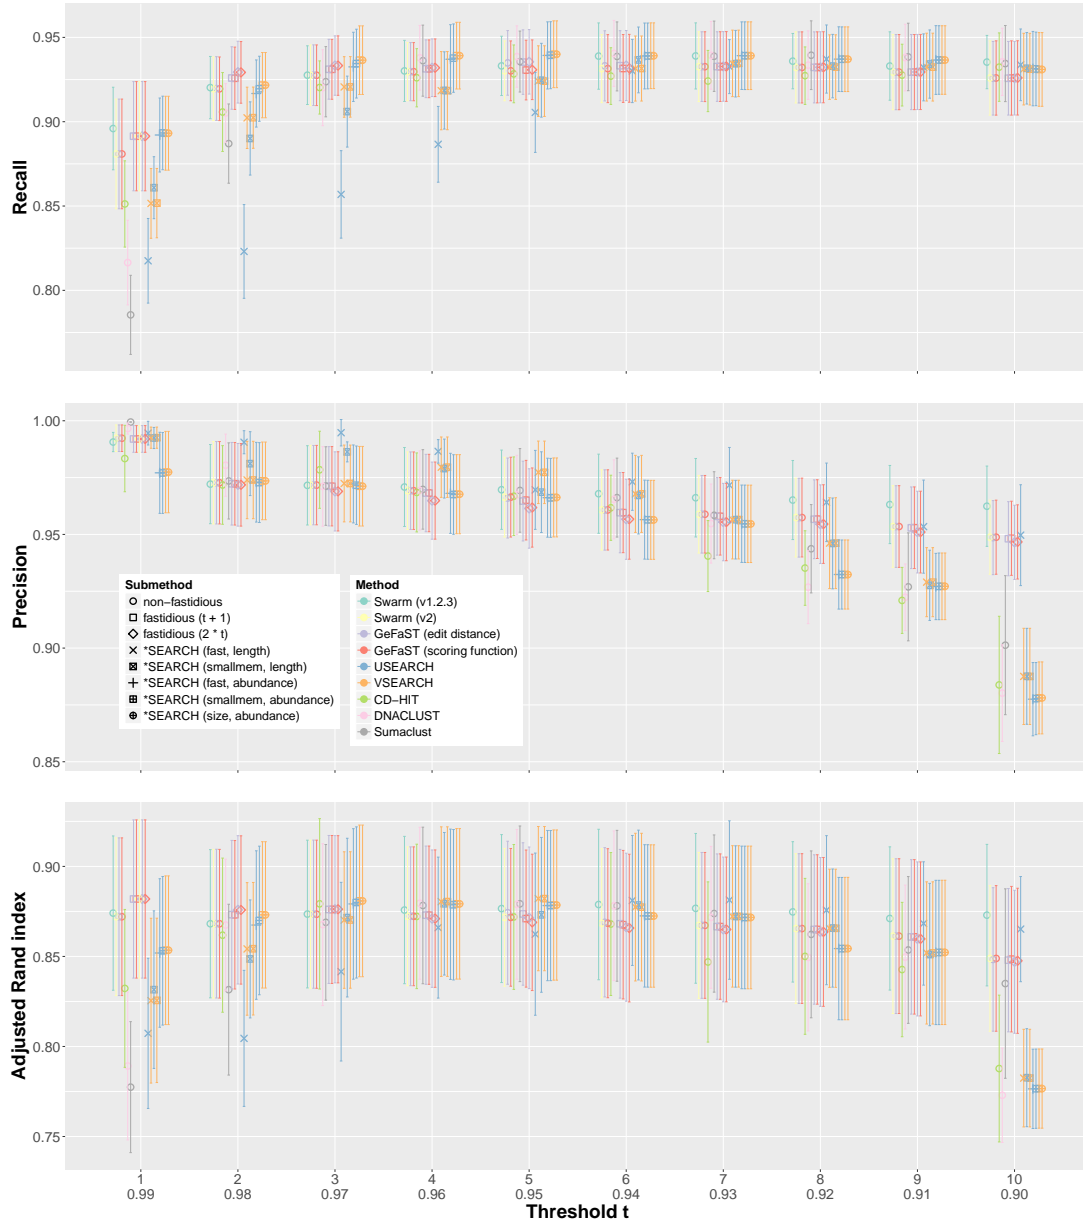 0.95
0.90
0.85
0.80
Recall
1.00
0.95
0.90
0.85
Precision
Submethod
non−fastidious
fastidious (t + 1)
fastidious (2 * t)
*SEARCH (fast, length)
*SEARCH (smallmem, length)
*SEARCH (fast, abundance)
*SEARCH (smallmem, abundance)
*SEARCH (size, abundance)
Method
Swarm (v1.2.3)
Swarm (v2)
GeFaST (edit distance)
GeFaST (scoring function)
USEARCH
VSEARCH
CD−HIT
DNACLUST
Sumaclust
0.90
0.85
0.80
0.75
Adjusted Rand index
1 2 3 4 5 6 7 8 9 10
0.99 0.98 0.97 0.96 0.95 0.94 0.93 0.92 0.91 0.90
Threshold t